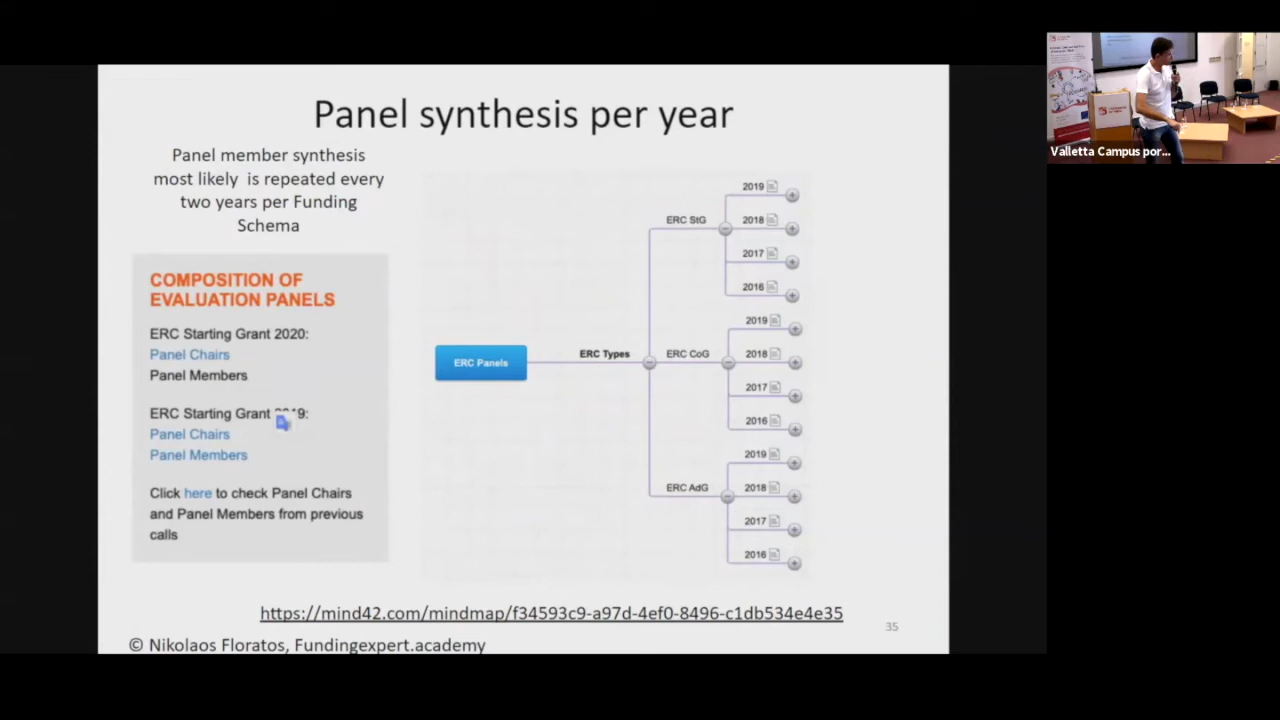 Panel synthesis per year
Panel member synthesis
most likely is repeated every
two years per Funding
Schema
COMPOSITION OF
EVALUATION PANELS
ERC Starting Grant 2020:
Panel Chairs
Panel Members
ERC Starting Grant
Panel Chairs
Panel Members
Click here to check Panel Chairs
and Panel Members from previous
calls
ERC Panels
ERC Types
ERC StG
2019
2018
2017
2016
ERC CoG
2019
2018
2017
2016
ERC AdG
2019
2018
2017
2016
https://mind42.com/mindmap/f34593c9-a97d-4ef0-8496-c1db534e4e35
35
© Nikolaos Floratos, Fundingexpert.academy
Valletta Campus por...